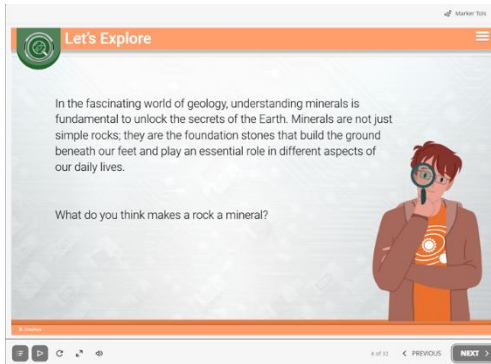 Marker Tols
Let's Explore
In the fascinating world of geology, understanding minerals is
fundamental to unlock the secrets of the Earth. Minerals are not just
simple rocks; they are the foundation stones that build the ground
beneath our feet and play an essential role in different aspects of
our daily lives.
What do you think makes a rock a mineral?
of 32
PREVIOUS
NEXT